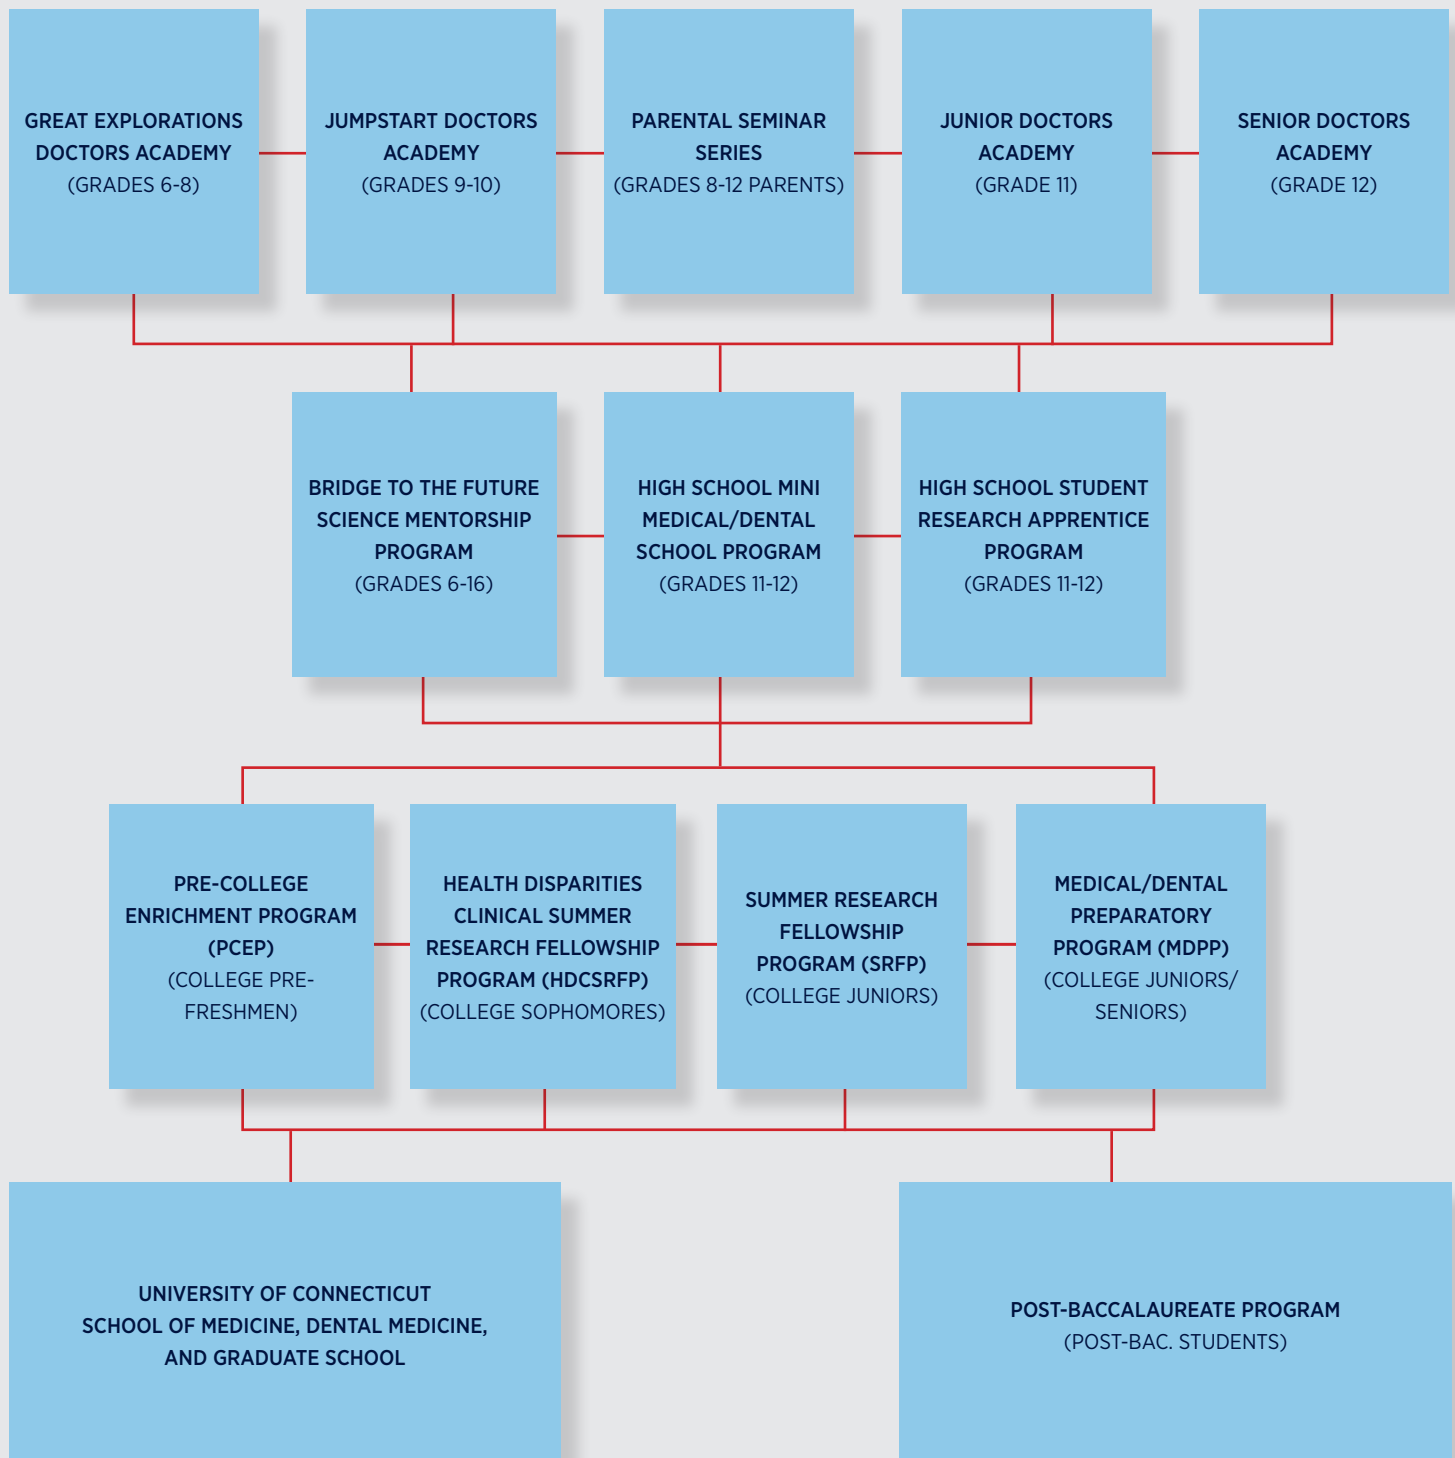 GREAT EXPLORATIONS
DOCTORS ACADEMY
(GRADES 6-8)
JUMPSTART DOCTORS
ACADEMY
(GRADES 9-10)
PARENTAL SEMINAR
SERIES
(GRADES 8-12 PARENTS)
JUNIOR DOCTORS
ACADEMY
(GRADE 11)
SENIOR DOCTORS
ACADEMY
(GRADE 12)
BRIDGE TO THE FUTURE
SCIENCE MENTORSHIP
PROGRAM
(GRADES 6-16)
HIGH SCHOOL MINI
MEDICAL/DENTAL
SCHOOL PROGRAM
(GRADES 11-12)
HIGH SCHOOL STUDENT
RESEARCH APPRENTICE
PROGRAM
(GRADES 11-12)
PRE-COLLEGE
ENRICHMENT PROGRAM
(PCEP)
(COLLEGE PRE-
FRESHMEN)
HEALTH DISPARITIES
CLINICAL SUMMER
RESEARCH FELLOWSHIP
PROGRAM (HDCSRFP)
(COLLEGE SOPHOMORES)
SUMMER RESEARCH
FELLOWSHIP
PROGRAM (SRFP)
(COLLEGE JUNIORS)
MEDICAL/DENTAL
PREPARATORY
PROGRAM (MDPP)
(COLLEGE JUNIORS/
SENIORS)
UNIVERSITY OF CONNECTICUT
SCHOOL OF MEDICINE, DENTAL MEDICINE,
AND GRADUATE SCHOOL
POST-BACCALAUREATE PROGRAM
(POST-BAC. STUDENTS)